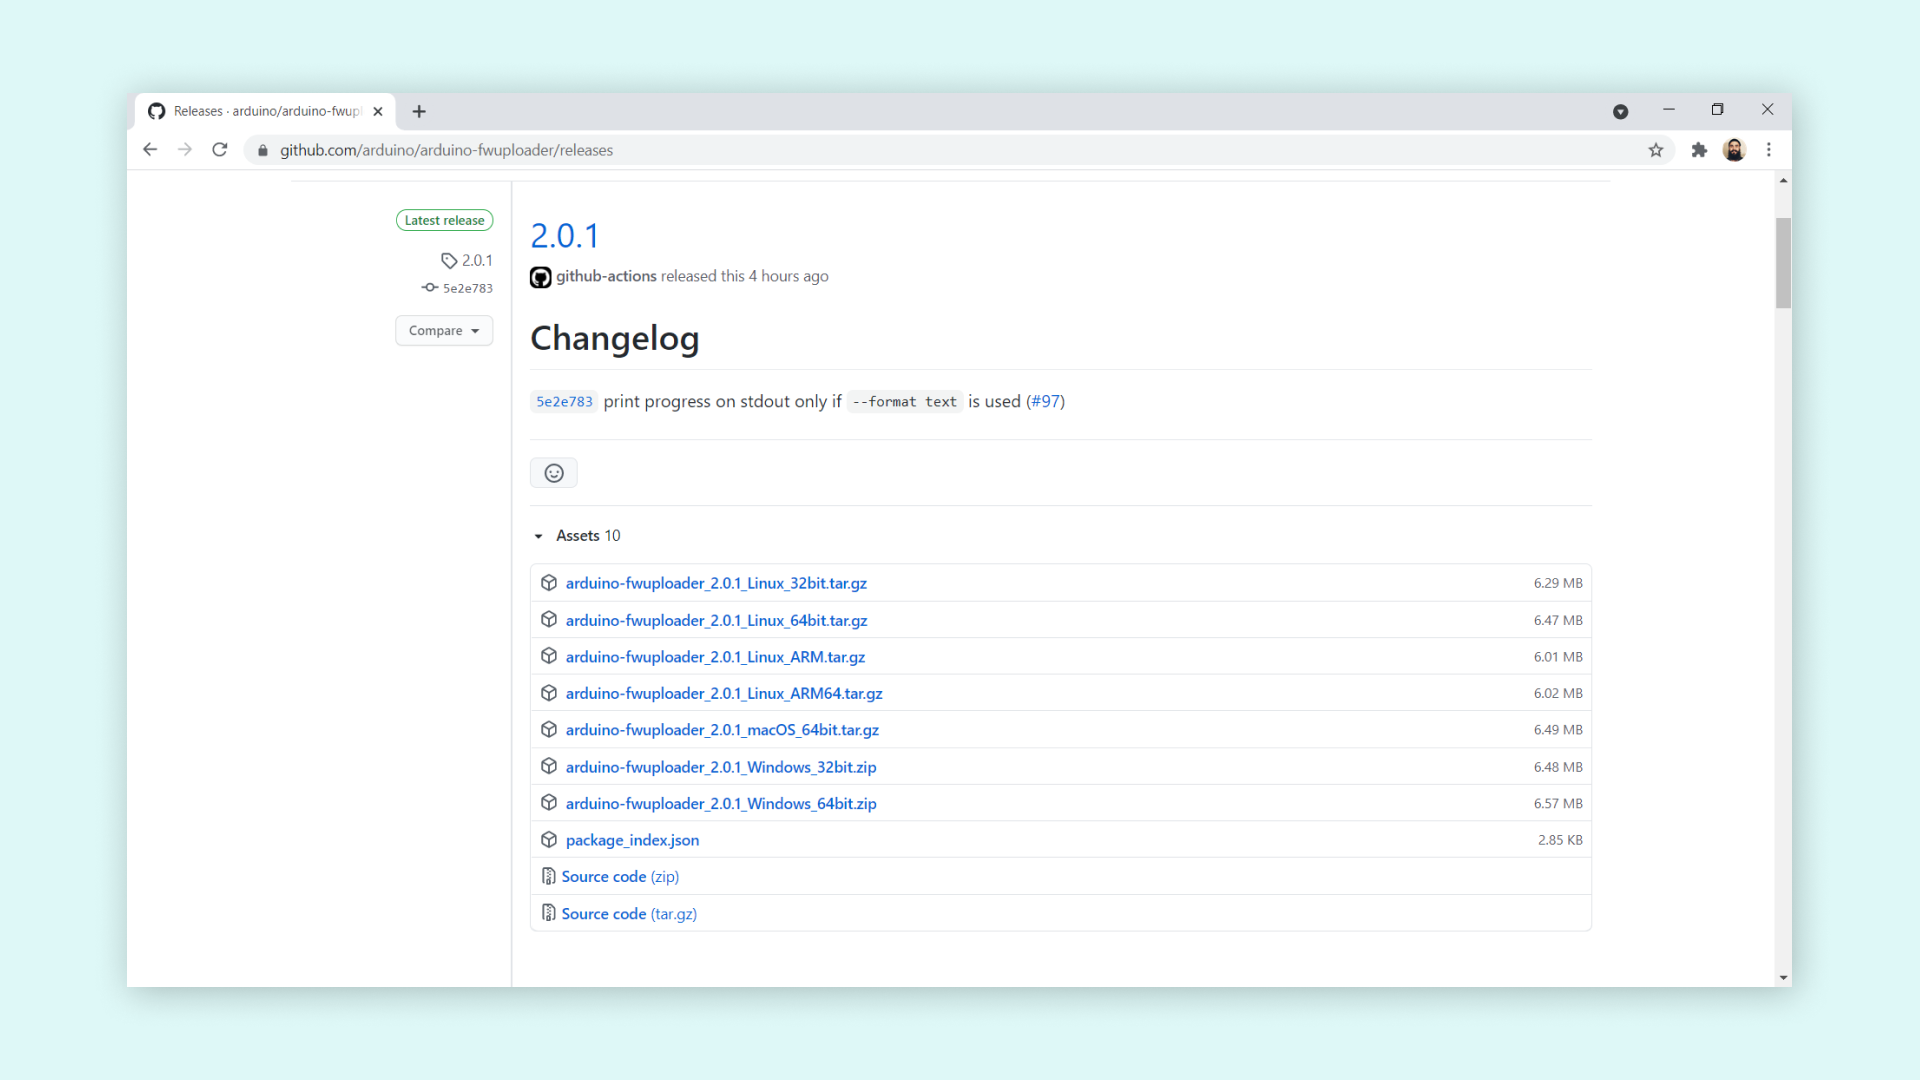 Releases · arduino/arduino-fwupl
github.com/arduino/arduino-fwuploader/releases
Latest release
2.0.1
5e2e783
Compare
2.0.1
github-actions released this 4 hours ago
Changelog
5e2e783 print progress on stdout only if --format text is used (#97)
Assets 10
arduino-fwuploader_2.0.1_Linux_32bit.tar.gz 6.29 MB
arduino-fwuploader_2.0.1_Linux_64bit.tar.gz 6.47 MB
arduino-fwuploader_2.0.1_Linux_ARM.tar.gz 6.01 MB
arduino-fwuploader_2.0.1_Linux_ARM64.tar.gz 6.02 MB
arduino-fwuploader_2.0.1_macOS_64bit.tar.gz 6.49 MB
arduino-fwuploader_2.0.1_Windows_32bit.zip 6.48 MB
arduino-fwuploader_2.0.1_Windows_64bit.zip 6.57 MB
package_index.json 2.85 KB
Source code (zip)
Source code (tar.gz)